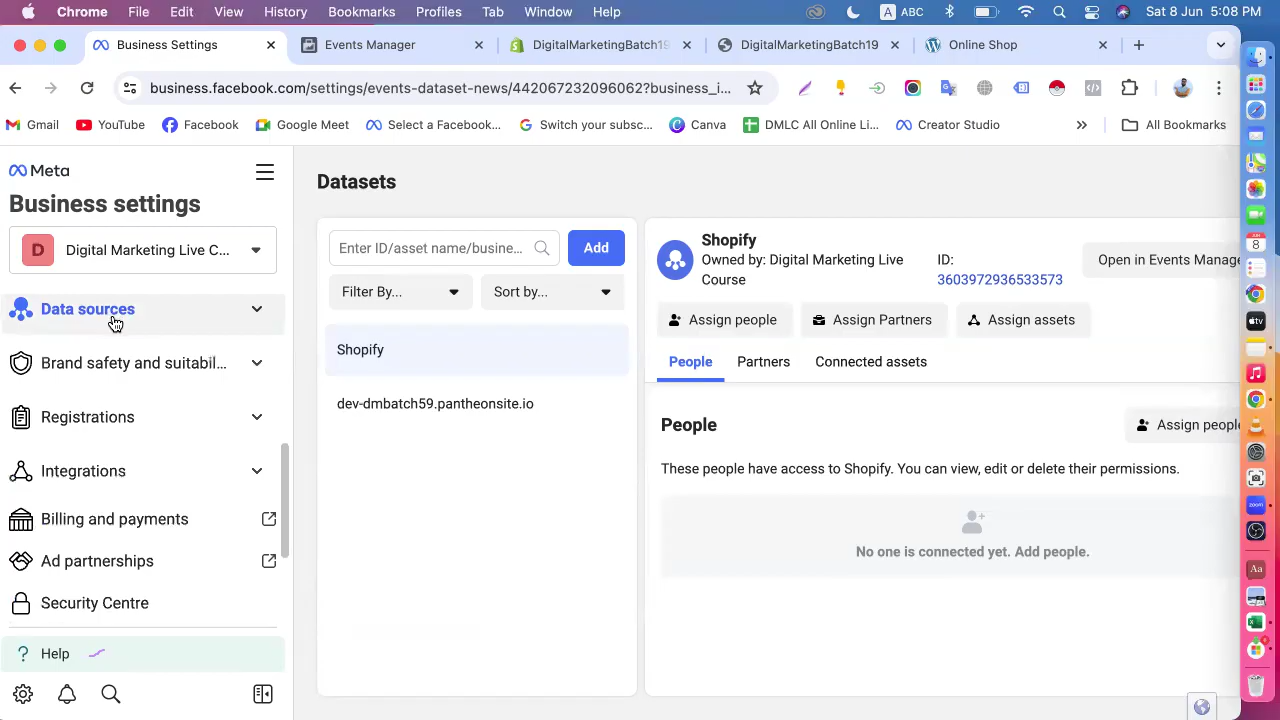 Chrome File Edit View History Bookmarks Profiles Tab Window Help A ABC Sat 8 Jun 5:08 PM
Business Settings Events Manager DigitalMarketingBatch19 DigitalMarketingBatch19 Online Shop
business.facebook.com/settings/events-dataset-news/442067232096062?business_i...
Gmail YouTube Facebook Google Meet Select a Facebook... Switch your subsc... Canva DMLC All Online Li... Creator Studio All Bookmarks
Meta
Business settings
D Digital Marketing Live C...
Data sources
Brand safety and suitabil...
Registrations
Integrations
Billing and payments
Ad partnerships
Security Centre
Help
Datasets
Enter ID/asset name/busine...
Add
Filter By... Sort by...
Shopify
dev-dmbatch59.pantheonsite.io
Shopify
Owned by: Digital Marketing Live
Course
ID:
3603972936533573
Open in Events Manage
Assign people Assign Partners Assign assets
People Partners Connected assets
People
Assign people
These people have access to Shopify. You can view, edit or delete their permissions.
No one is connected yet. Add people.